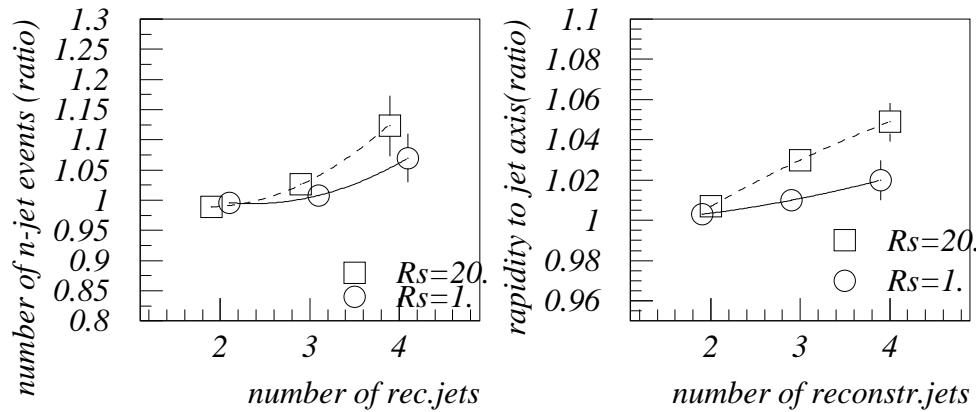 number of n-jet events (ratio)
1.3
1.25
1.2
1.15
1.1
1.05
1
0.95
0.9
0.85
0.8
Rs=20.
Rs=1.
2 3 4
number of rec.jets
rapidity to jet axis(ratio)
1.1
1.08
1.06
1.04
1.02
1
0.98
0.96
Rs=20.
Rs=1.
2 3 4
number of reconstr.jets